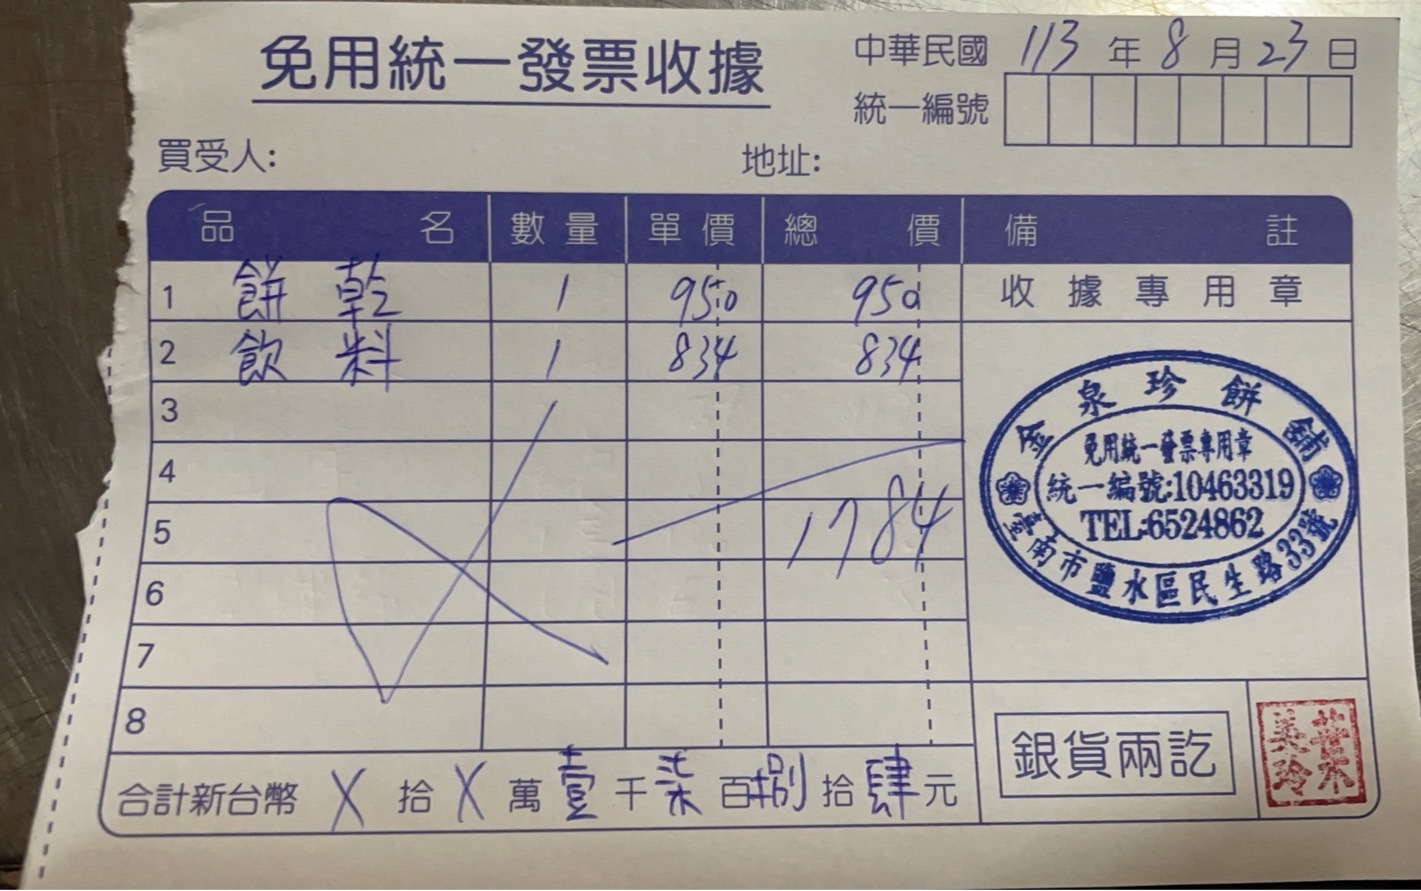 免用統一發票收據
中華民國 113 年 8 月 23 日
統一編號
買受人: 地址:
品名 數量 單價 總價 備註
1 餅乾 1 950 950 收據專用章
2 飲料 1 834 834
3
4
5 1784
6
7
8
金泉珍餅舖
免用統一發票專用章
統一編號:10463319
TEL:6524862
臺南市鹽水區民生路33號
銀貨兩訖
美玲
合計新台幣 X 拾 X 萬 壹 千 柒 百 捌 拾 肆 元